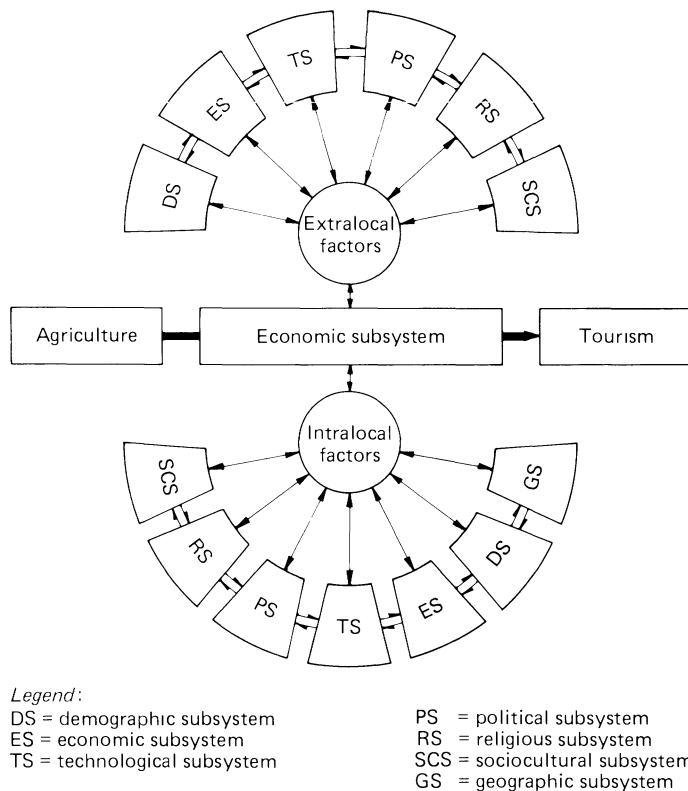 TS
PS
ES
RS
DS
SCS
Extralocal
factors
Agriculture
Economic subsystem
Tourism
Intralocal
factors
SCS
GS
RS
DS
PS
ES
TS
Legend:
DS = demographic subsystem
ES = economic subsystem
TS = technological subsystem
PS = political subsystem
RS = religious subsystem
SCS = sociocultural subsystem
GS = geographic subsystem